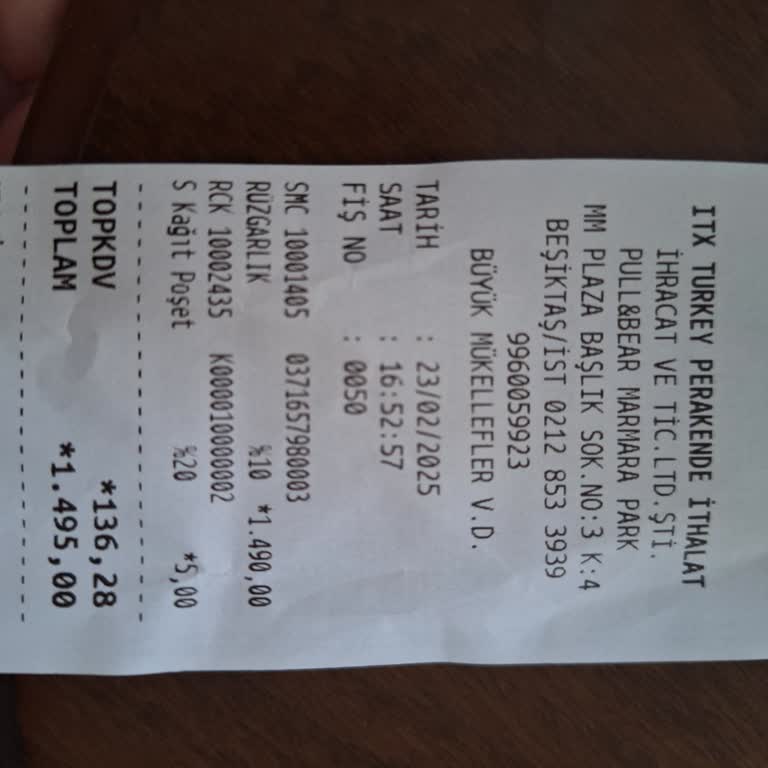 ITX TURKEY PERAKENDE İTHALAT
İHRACAT VE TİC.LTD.ŞTİ.
PULL&BEAR MARMARA PARK
MM PLAZA BAŞLIK SOK.NO:3 K:4
BEŞİKTAŞ/İST 0212 853 3939
9960059923
BÜYÜK MÜKELLEFLER V.D.
TARİH : 23/02/2025
SAAT : 16:52:57
FİŞ NO : 0050
SMC 10001405 0371657980003
RÜZGARLIK %10 *1.490,00
RCK 10002435 K000010000002
S Kağıt Poşet %20 *5,00
TOPKDV *136,28
TOPLAM *1.495,00